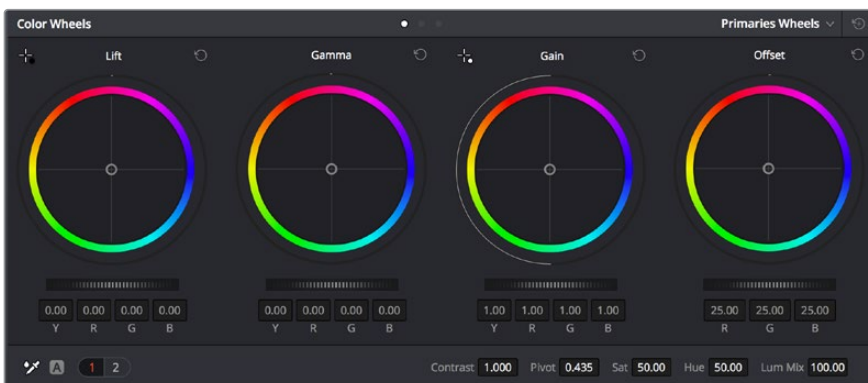 Color Wheels Primaries Wheels
Lift Gamma Gain Offset
0.00 0.00 0.00 0.00 0.00 0.00 0.00 0.00 1.00 1.00 1.00 1.00 25.00 25.00 25.00
Y R G B Y R G B Y R G B R G B
A 1 2 Contrast 1.000 Pivot 0.435 Sat 50.00 Hue 50.00 Lum Mix 100.00